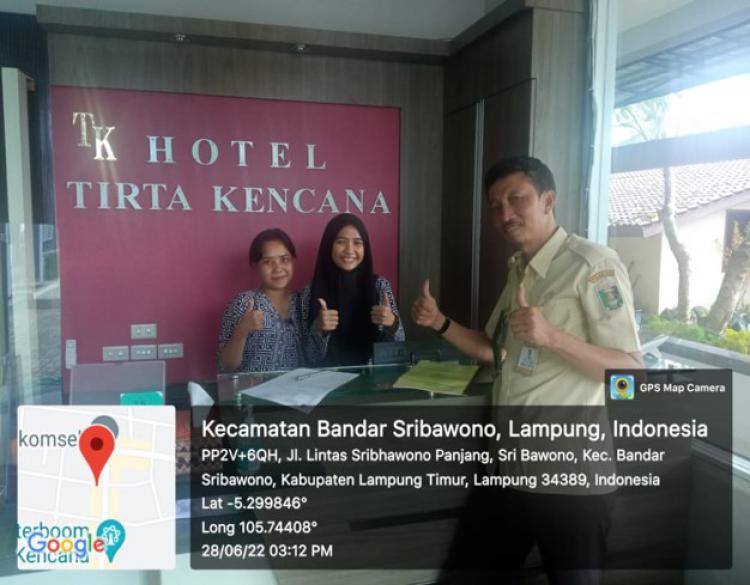 TK HOTEL
TIRTA KENCANA
GPS Map Camera
komsel
terboom
Kencana
Google
Kecamatan Bandar Sribawono, Lampung, Indonesia
PP2V+6QH, Jl. Lintas Sribhawono Panjang, Sri Bawono, Kec. Bandar
Sribawono, Kabupaten Lampung Timur, Lampung 34389, Indonesia
Lat -5.299846°
Long 105.74408°
28/06/22 03:12 PM